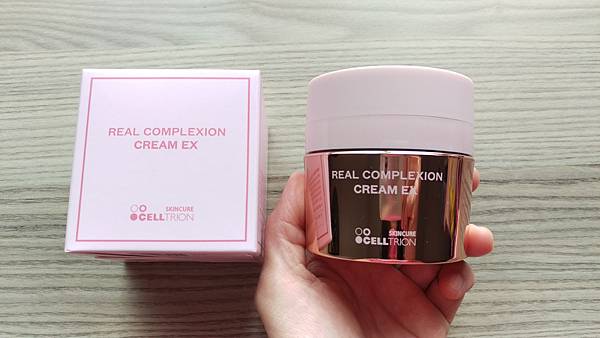 REAL COMPLEXION
CREAM EX
SKINCURE
CELLTRION
REAL COMPLEXION
CREAM EX
SKINCURE
CELLTRION